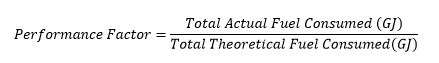 Performance Factor = Total Actual Fuel Consumed (GJ) / Total Theoretical Fuel Consumed(GJ)